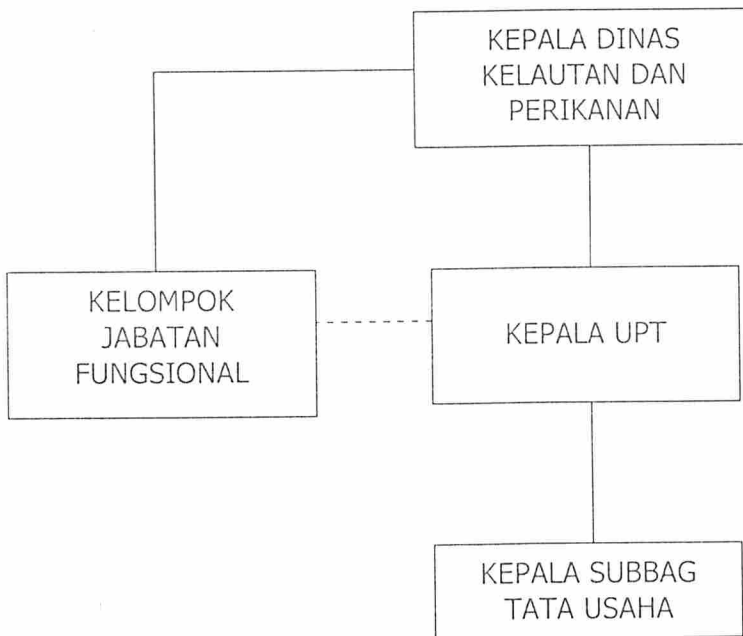 KEPALA DINAS
KELAUTAN DAN
PERIKANAN
KELOMPOK
JABATAN
FUNGSIONAL
KEPALA UPT
KEPALA SUBBAG
TATA USAHA